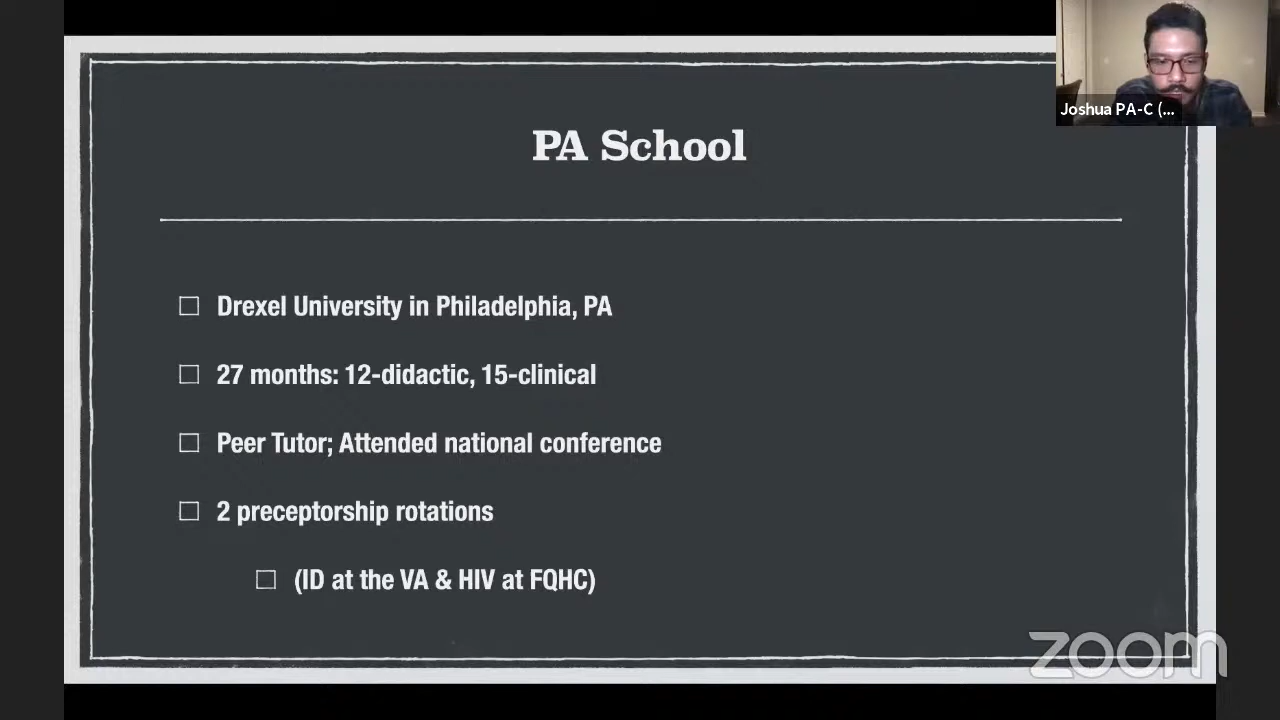 Joshua PA-C (...
PA School
Drexel University in Philadelphia, PA
27 months: 12-didactic, 15-clinical
Peer Tutor; Attended national conference
2 preceptorship rotations
(ID at the VA & HIV at FQHC)
zoom